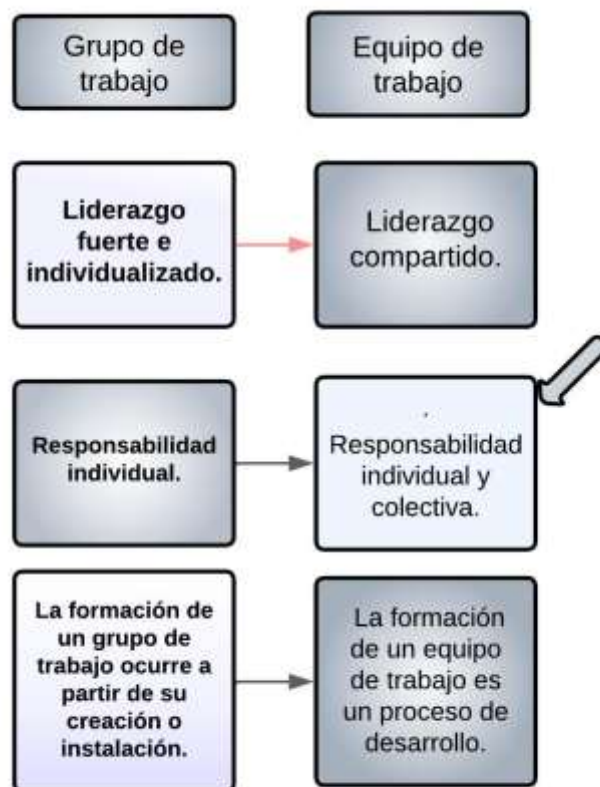 Grupo de
trabajo
Equipo de
trabajo
Liderazgo
fuerte e
individualizado.
Liderazgo
compartido.
Responsabilidad
individual.
.
Responsabilidad
individual y
colectiva.
La formación de
un grupo de
trabajo ocurre a
partir de su
creación o
instalación.
La formación
de un equipo
de trabajo es
un proceso de
desarrollo.